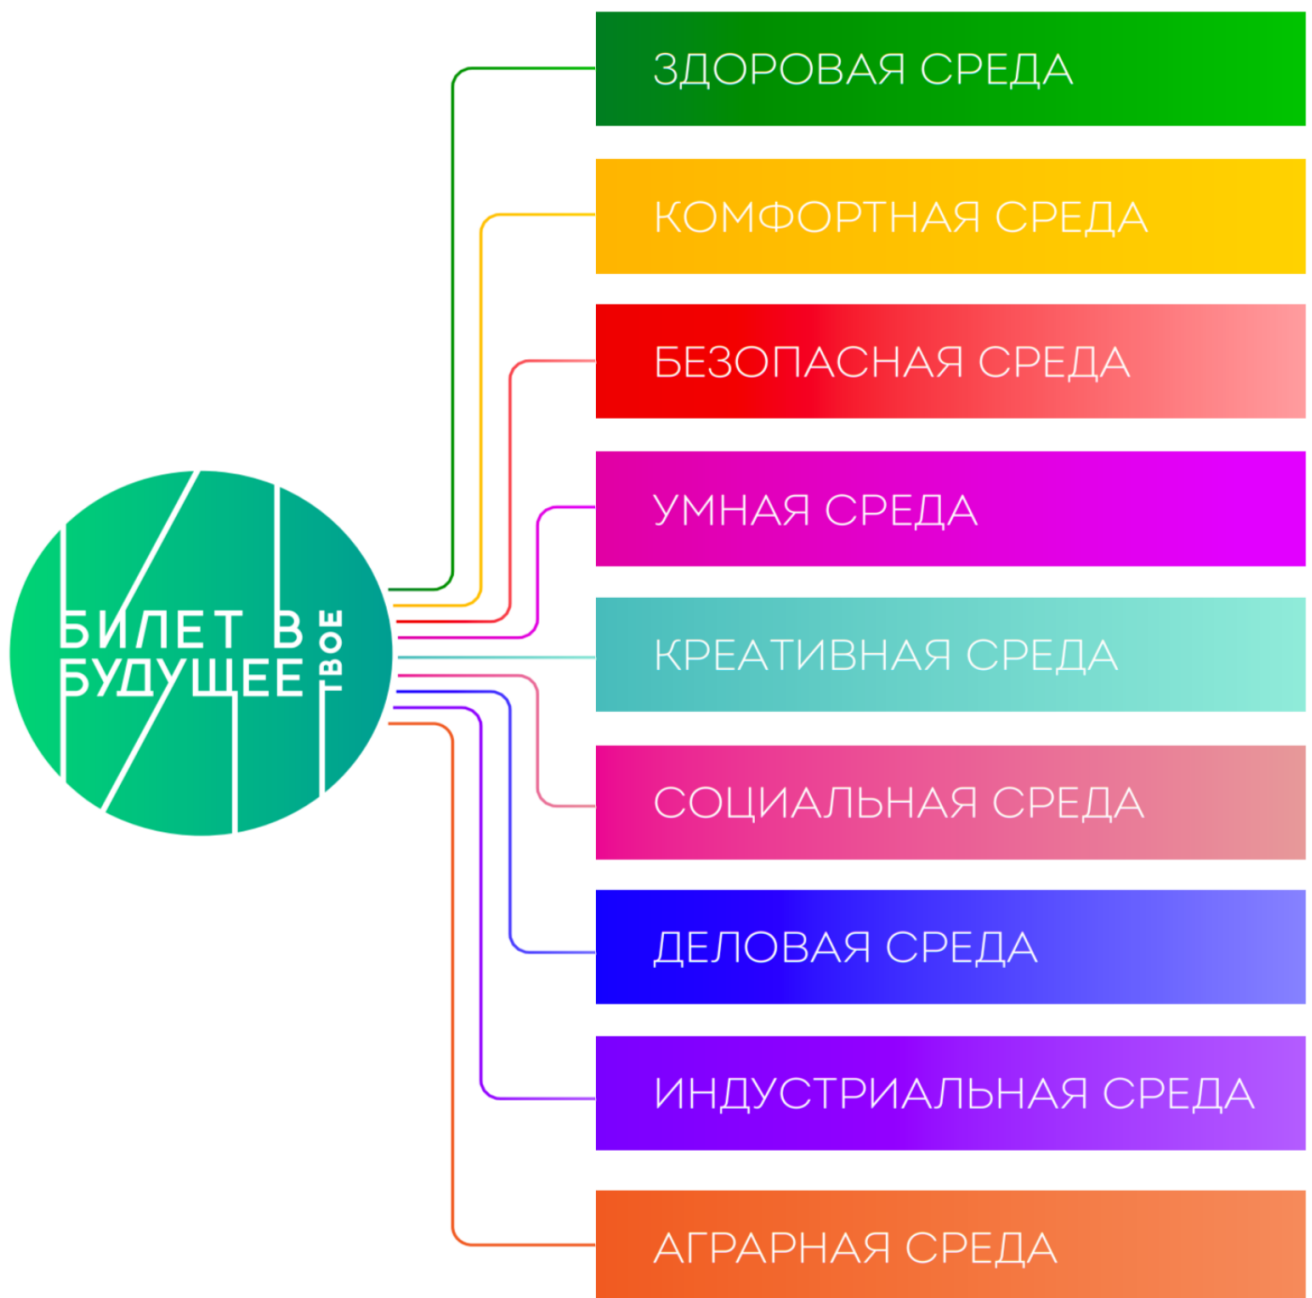 ЗДОРОВАЯ СРЕДА
КОМФОРТНАЯ СРЕДА
БЕЗОПАСНАЯ СРЕДА
УМНАЯ СРЕДА
БИЛЕТ В
БУДУЩЕЕ
ТВОЕ
КРЕАТИВНАЯ СРЕДА
СОЦИАЛЬНАЯ СРЕДА
ДЕЛОВАЯ СРЕДА
ИНДУСТРИАЛЬНАЯ СРЕДА
АГРАРНАЯ СРЕДА